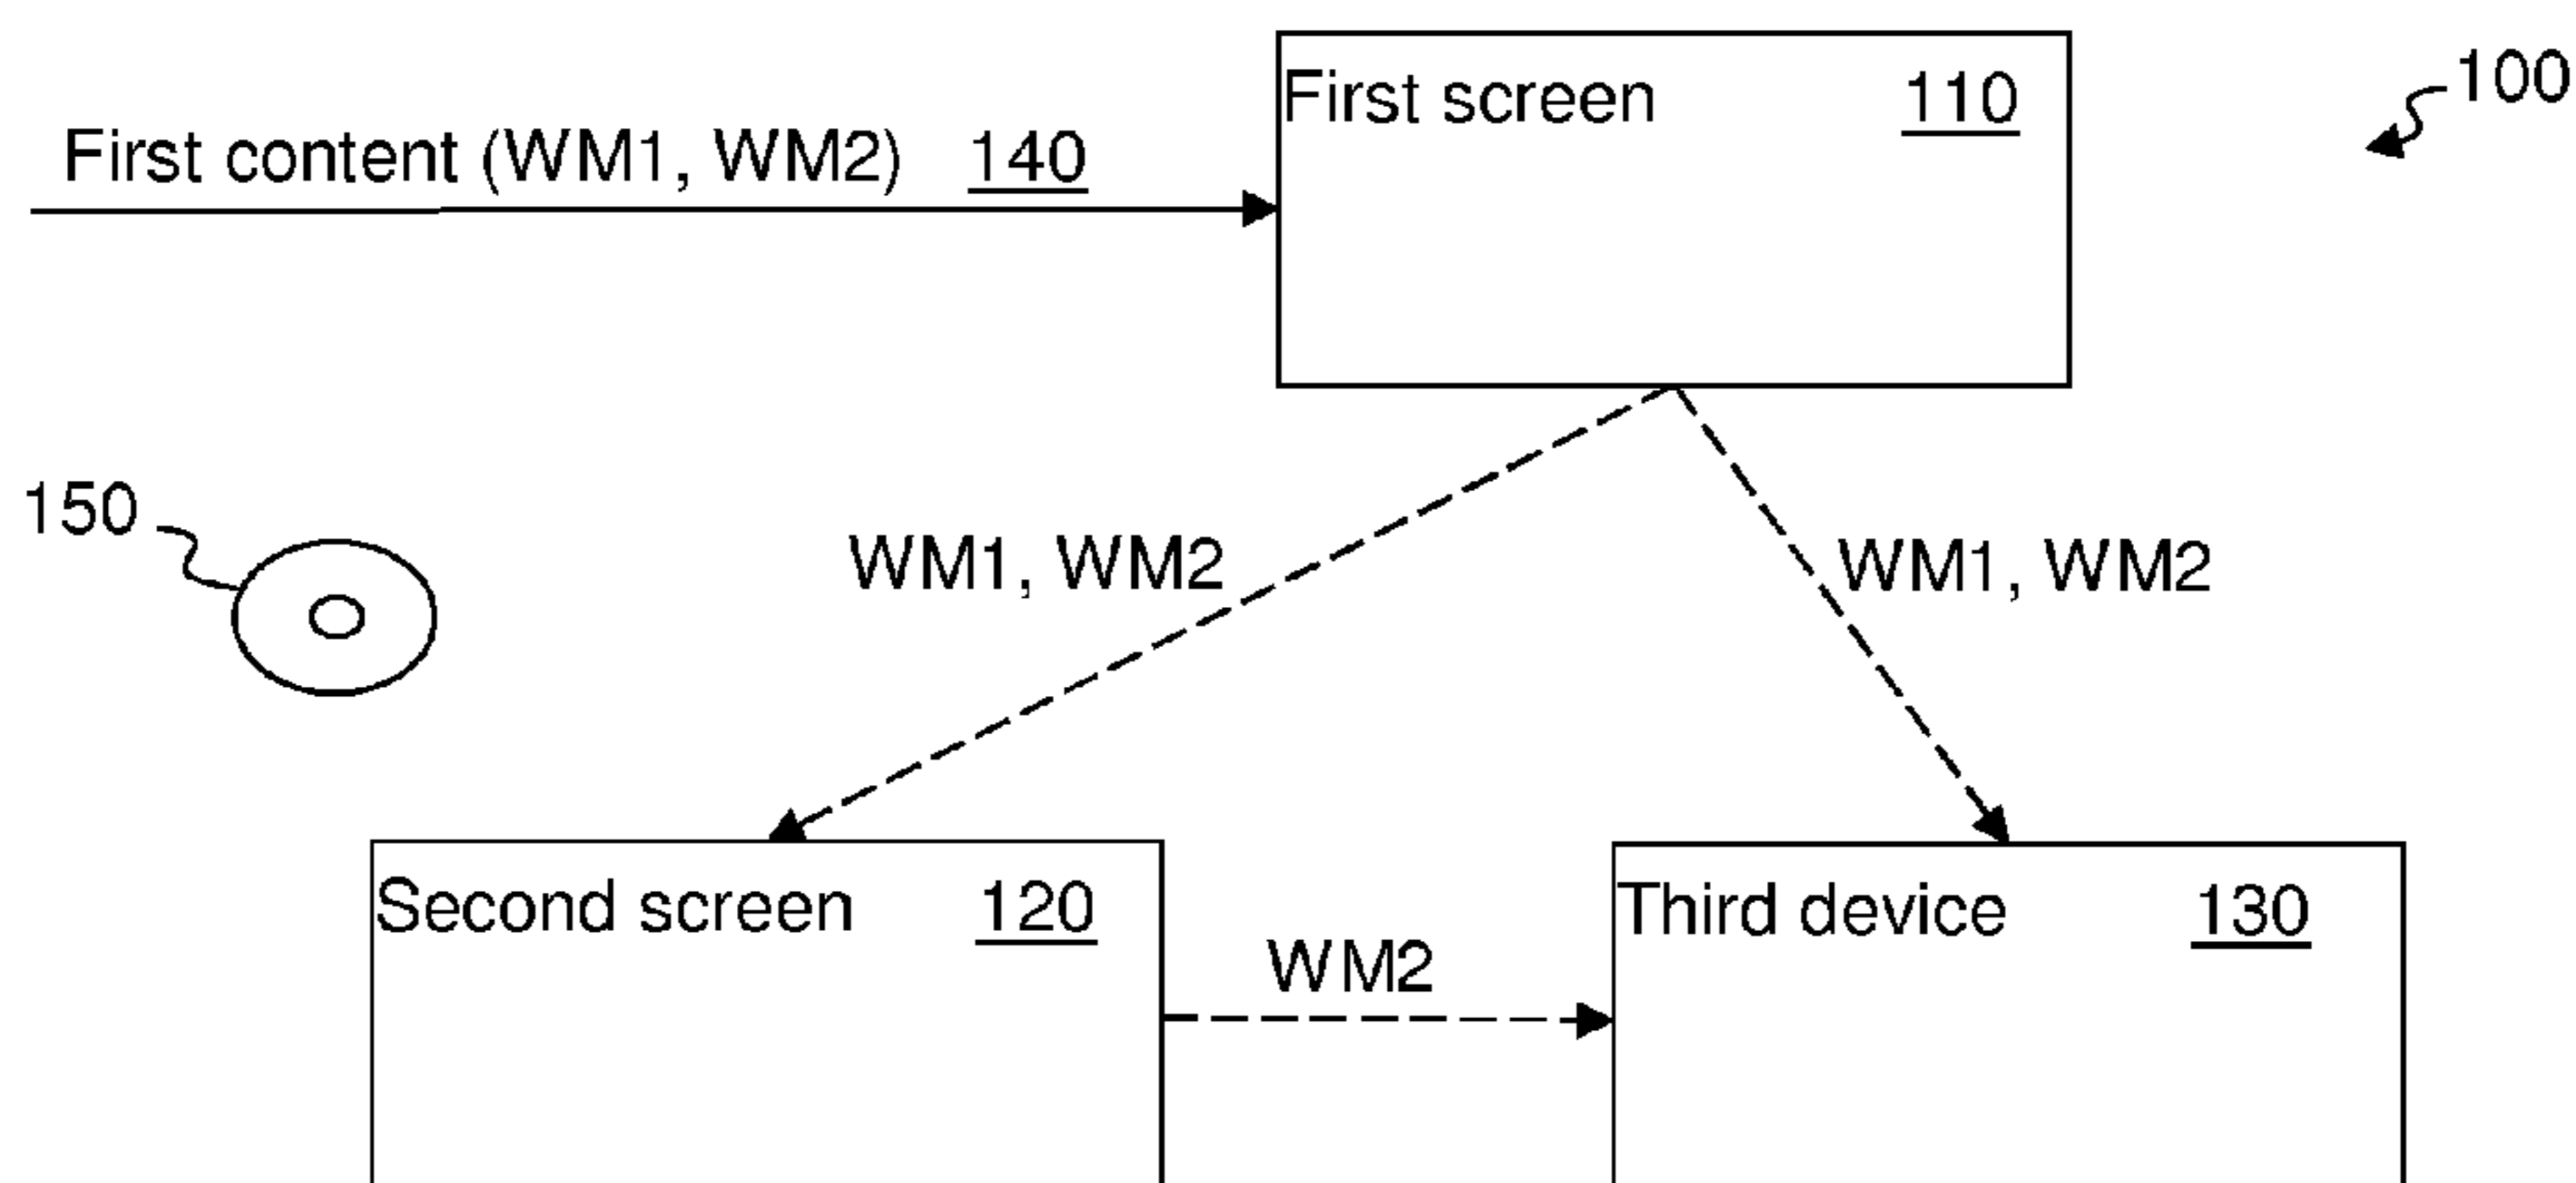 First screen 110
100
First content (WM1, WM2) 140
150
WM1, WM2
WM1, WM2
Second screen 120
Third device 130
WM2